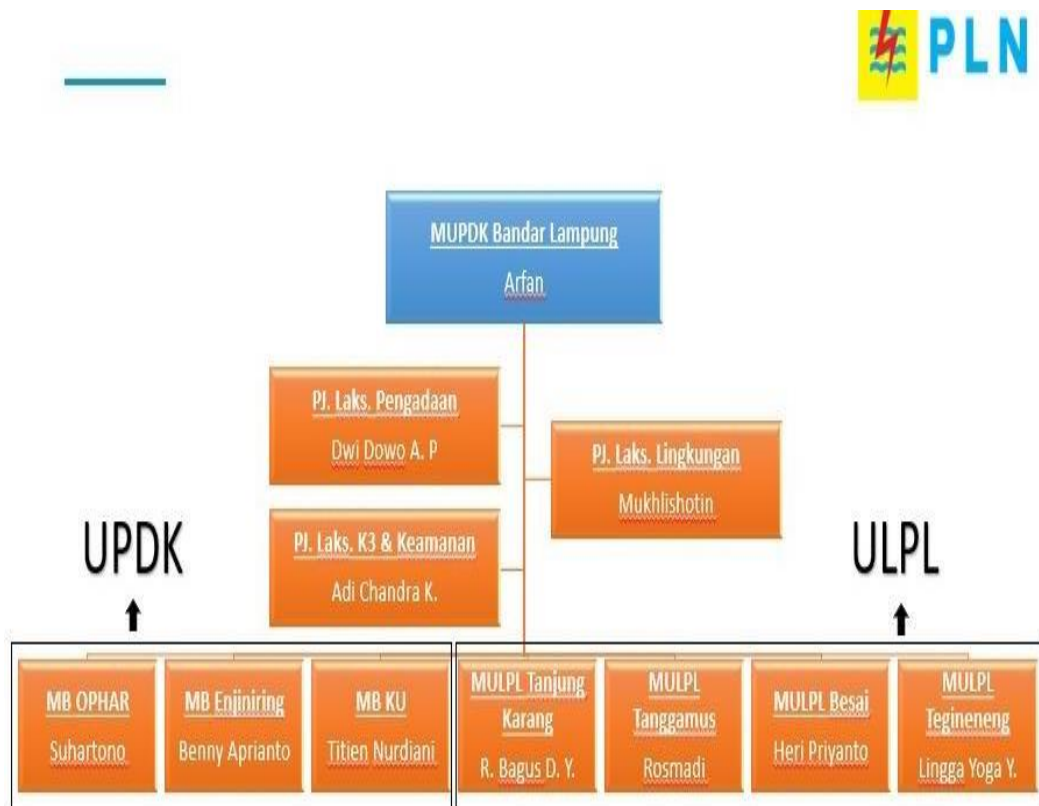 PLN
MUPDK Bandar Lampung
Arfan
PJ. Laks. Pengadaan
Dwi Dowo A. P
PJ. Laks. Lingkungan
Mukhlishotin
PJ. Laks. K3 & Keamanan
Adi Chandra K.
UPDK
ULPL
MB OPHAR
Suhartono
MB Enjiniring
Benny Aprianto
MB KU
Titien Nurdiani
MULPL Tanjung
Karang
R. Bagus D. Y.
MULPL
Tanggamus
Rosmadi
MULPL Besai
Heri Priyanto
MULPL
Tegineneng
Lingga Yoga Y.